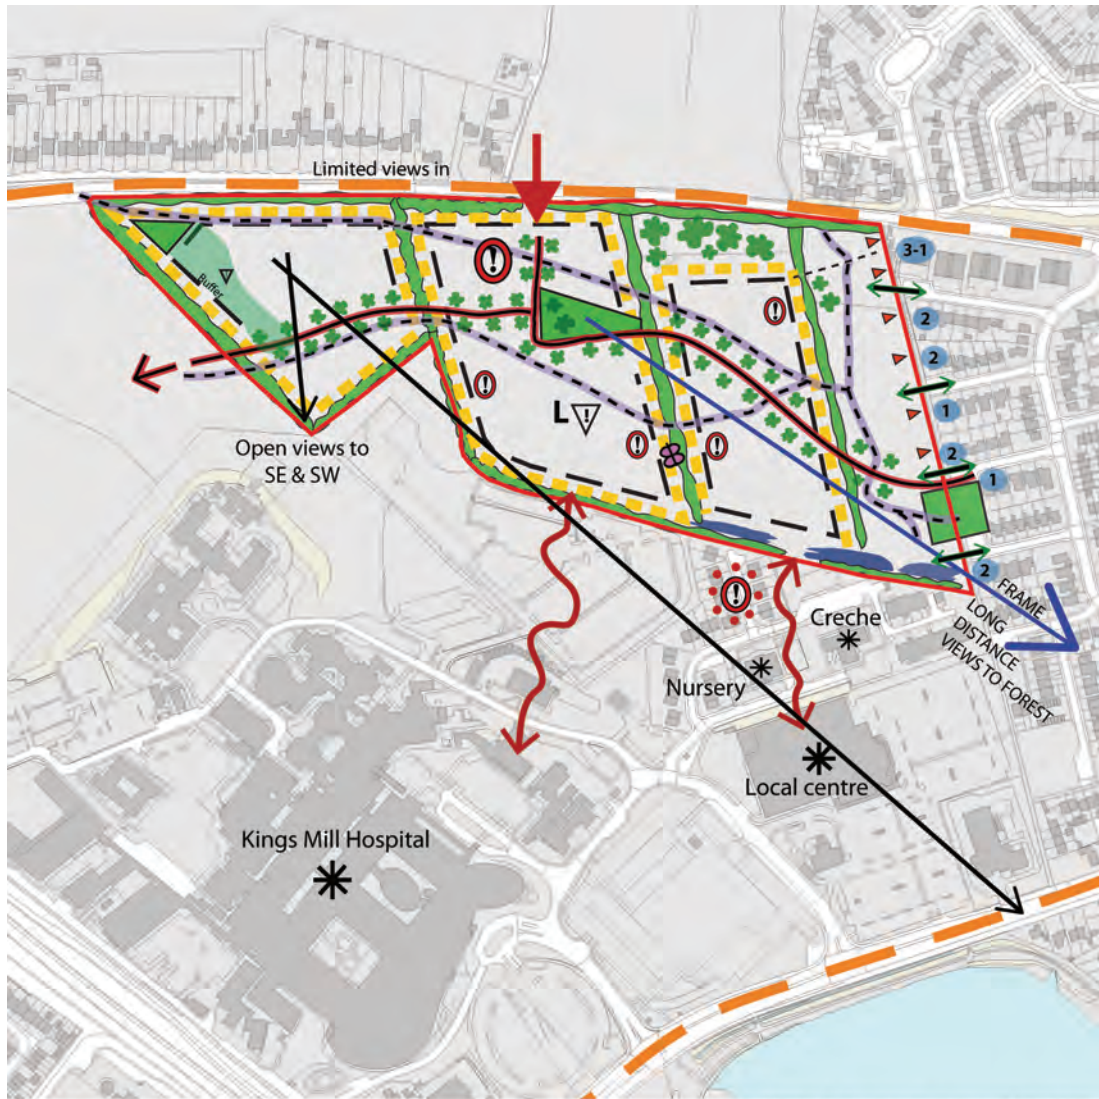 Limited views in
3-1
Buffer
2
2
1
L
2
1
Open views to
SE & SW
2
FRAME
LONG
DISTANCE
VIEWS TO FOREST
Creche
Nursery
Local centre
Kings Mill Hospital
!
!
!
!
!
!
!
!